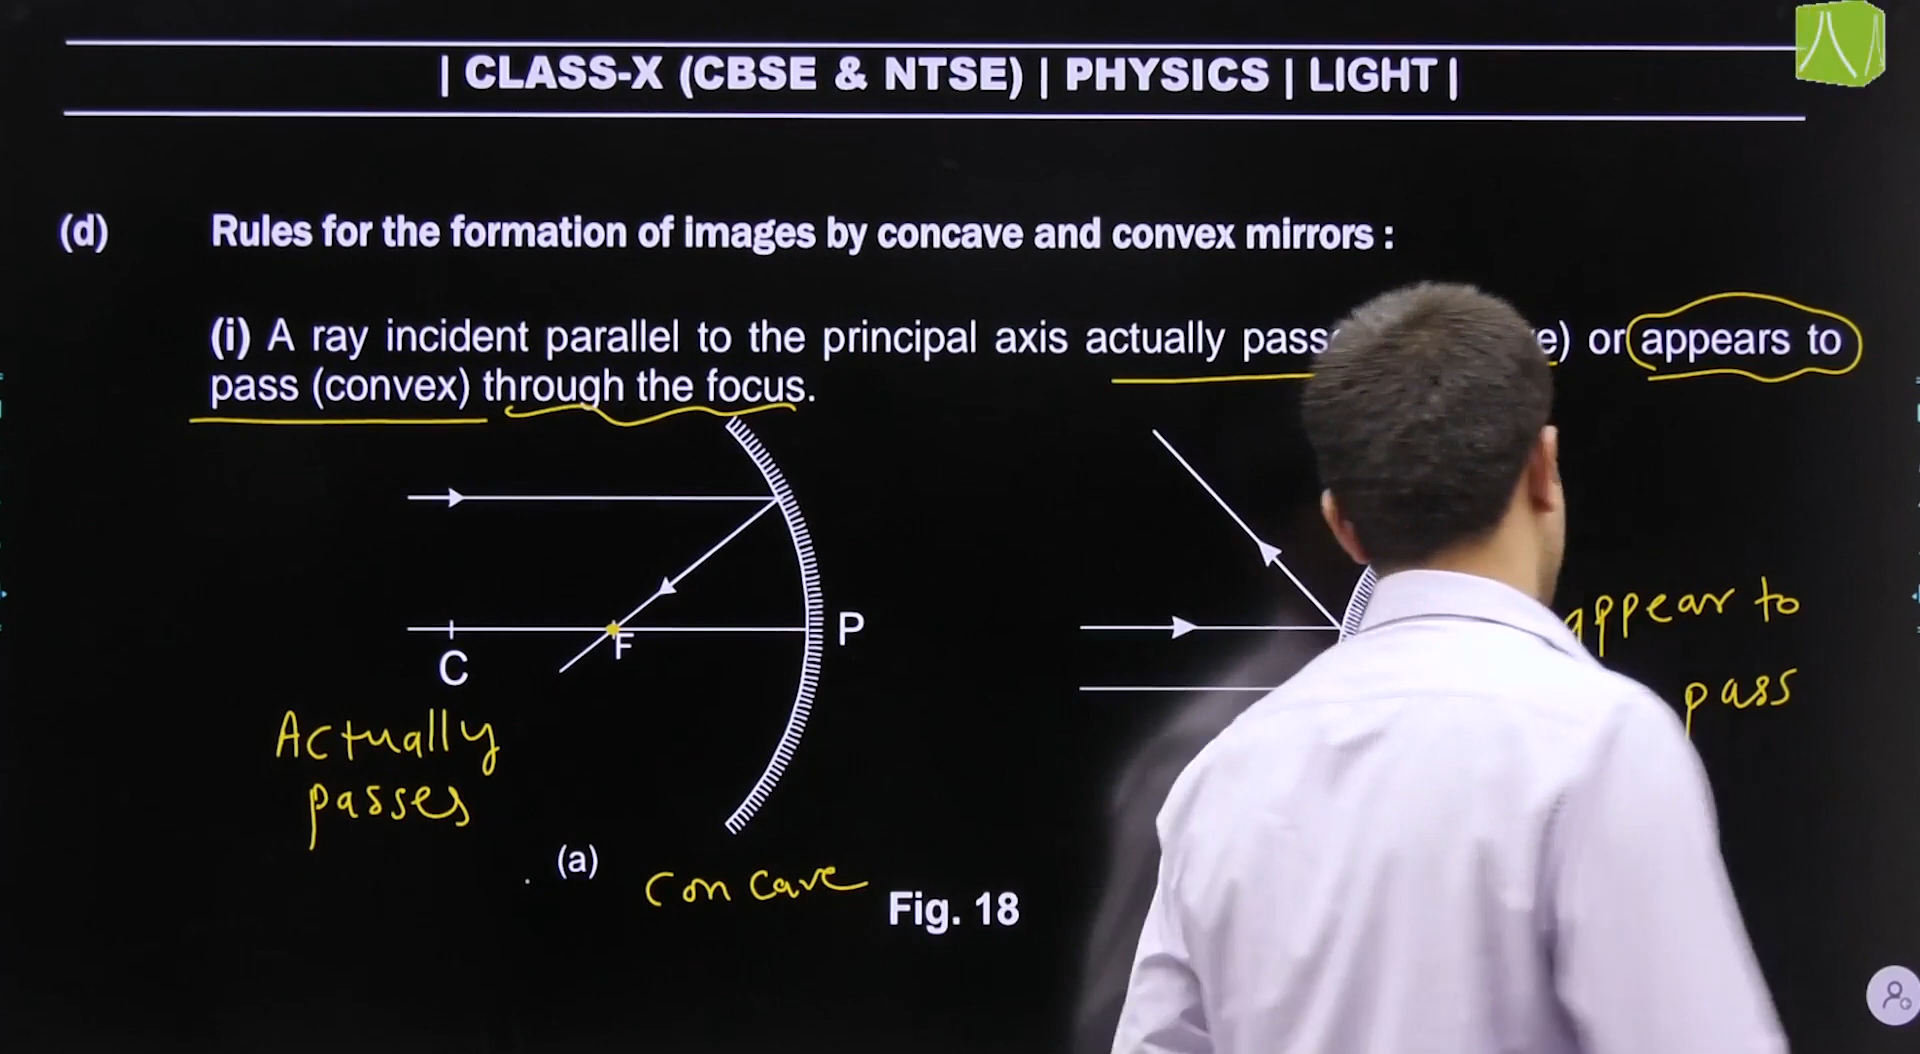 | CLASS-X (CBSE & NTSE) | PHYSICS | LIGHT |
(d) Rules for the formation of images by concave and convex mirrors :
(i) A ray incident parallel to the principal axis actually or appears to
pass (convex) through the focus.
P
F
C
Actually
passes
appear to
pass
(a)
concave
Fig. 18